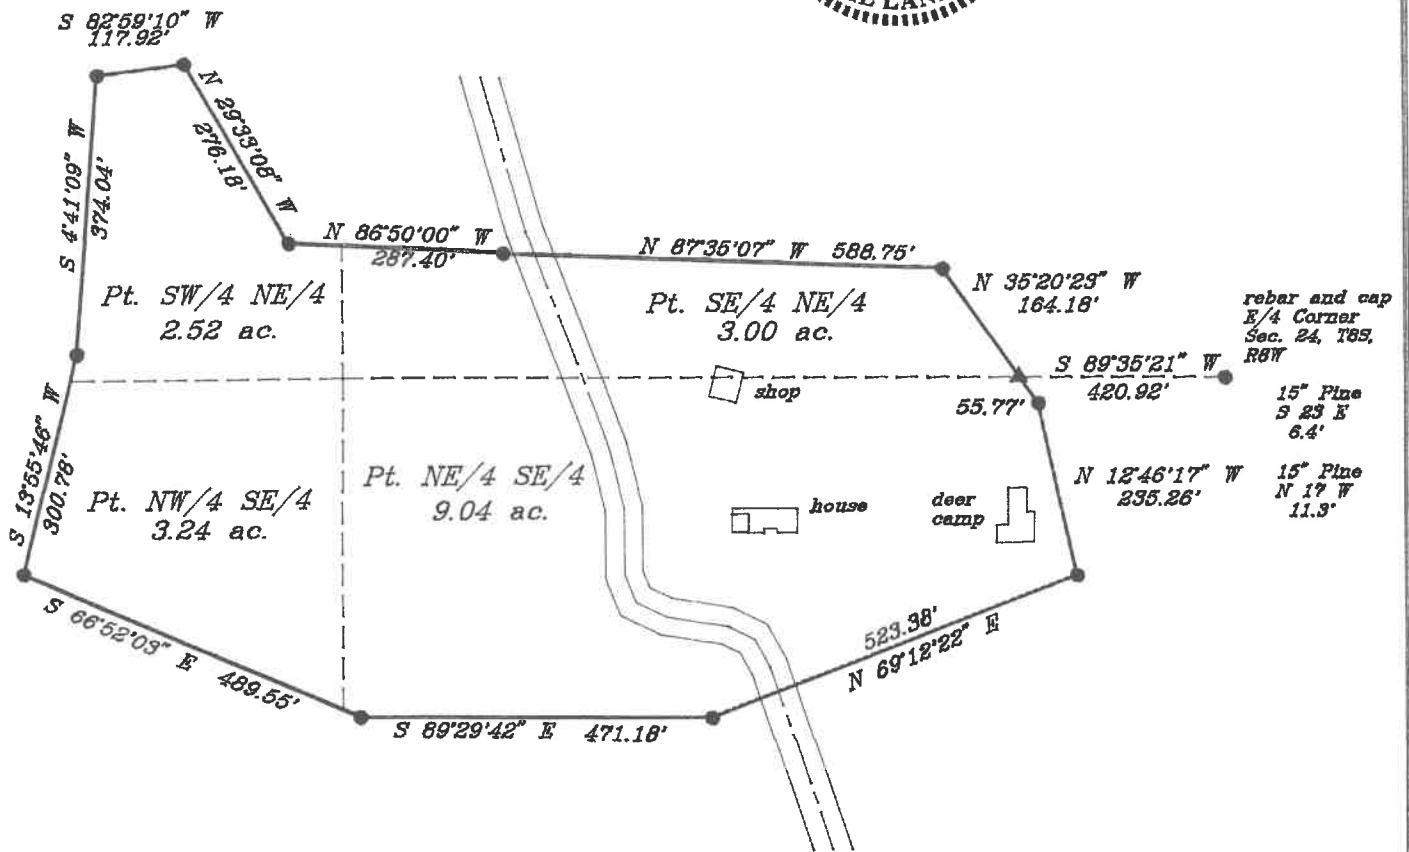 LAN
S 82°59'10" W
117.92'
N 29°33'08" W
276.18'
S 4°41'09" W
374.04'
N 86°50'00" W
287.40'
N 87°35'07" W 588.75'
N 35°20'23" W
164.18'
Pt. SW/4 NE/4
2.52 ac.
Pt. SE/4 NE/4
3.00 ac.
rebar and cap
E/4 Corner
Sec. 24, T8S,
R8W
S 89°35'21" W
420.92'
shop
55.77'
15" Pine
S 23 E
6.4'
S 13°55'46" W
300.78'
Pt. NW/4 SE/4
3.24 ac.
Pt. NE/4 SE/4
9.04 ac.
house
deer
camp
N 12°46'17" W
235.26'
15" Pine
N 17 W
11.3'
S 66°52'03" E 489.55'
S 89°29'42" E 471.18'
523.38'
N 69°12'22" E